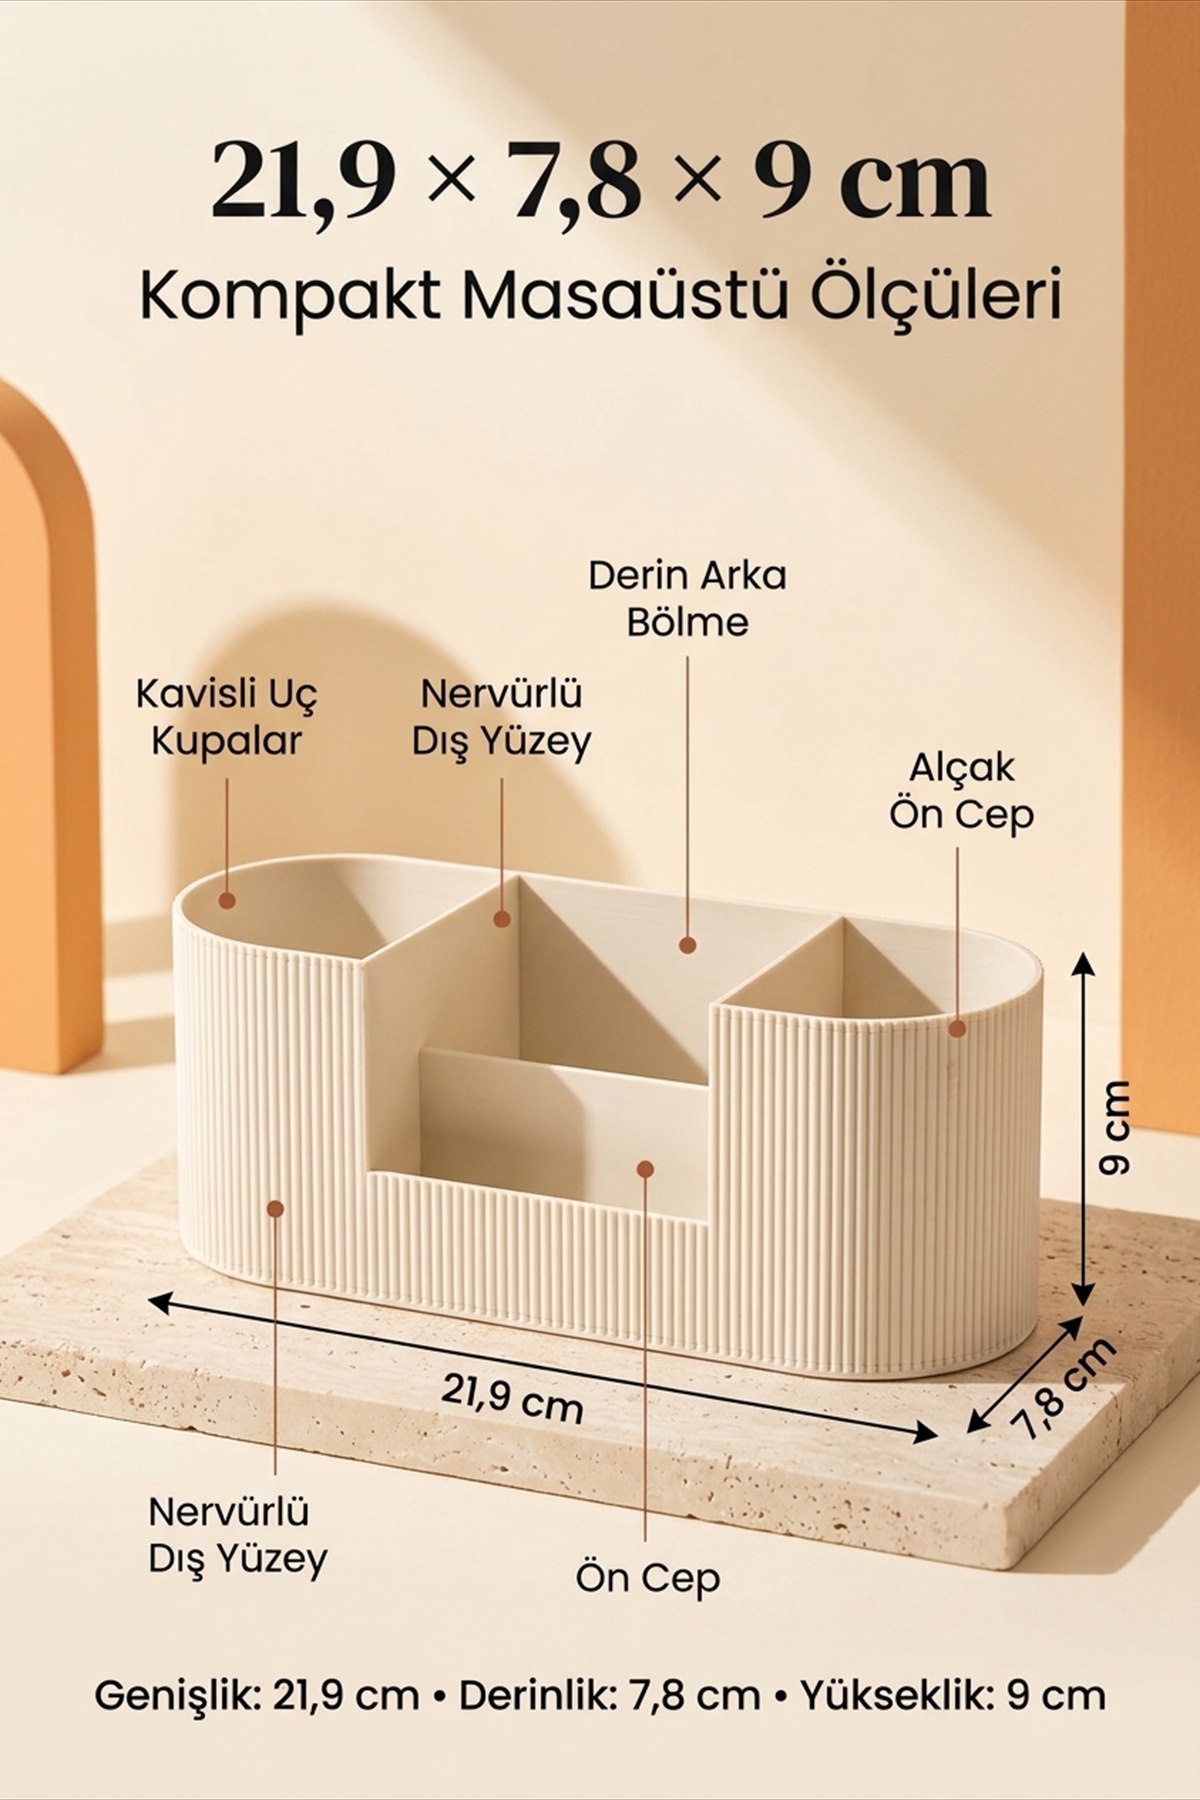 21,9 × 7,8 × 9 cm
Kompakt Masaüstü Ölçüleri
Derin Arka
Bölme
Kavisli Uç
Kupalar
Nervürlü
Dış Yüzey
Alçak
Ön Cep
9 cm
7,8 cm
21,9 cm
Nervürlü
Dış Yüzey
Ön Cep
Genişlik: 21,9 cm • Derinlik: 7,8 cm • Yükseklik: 9 cm